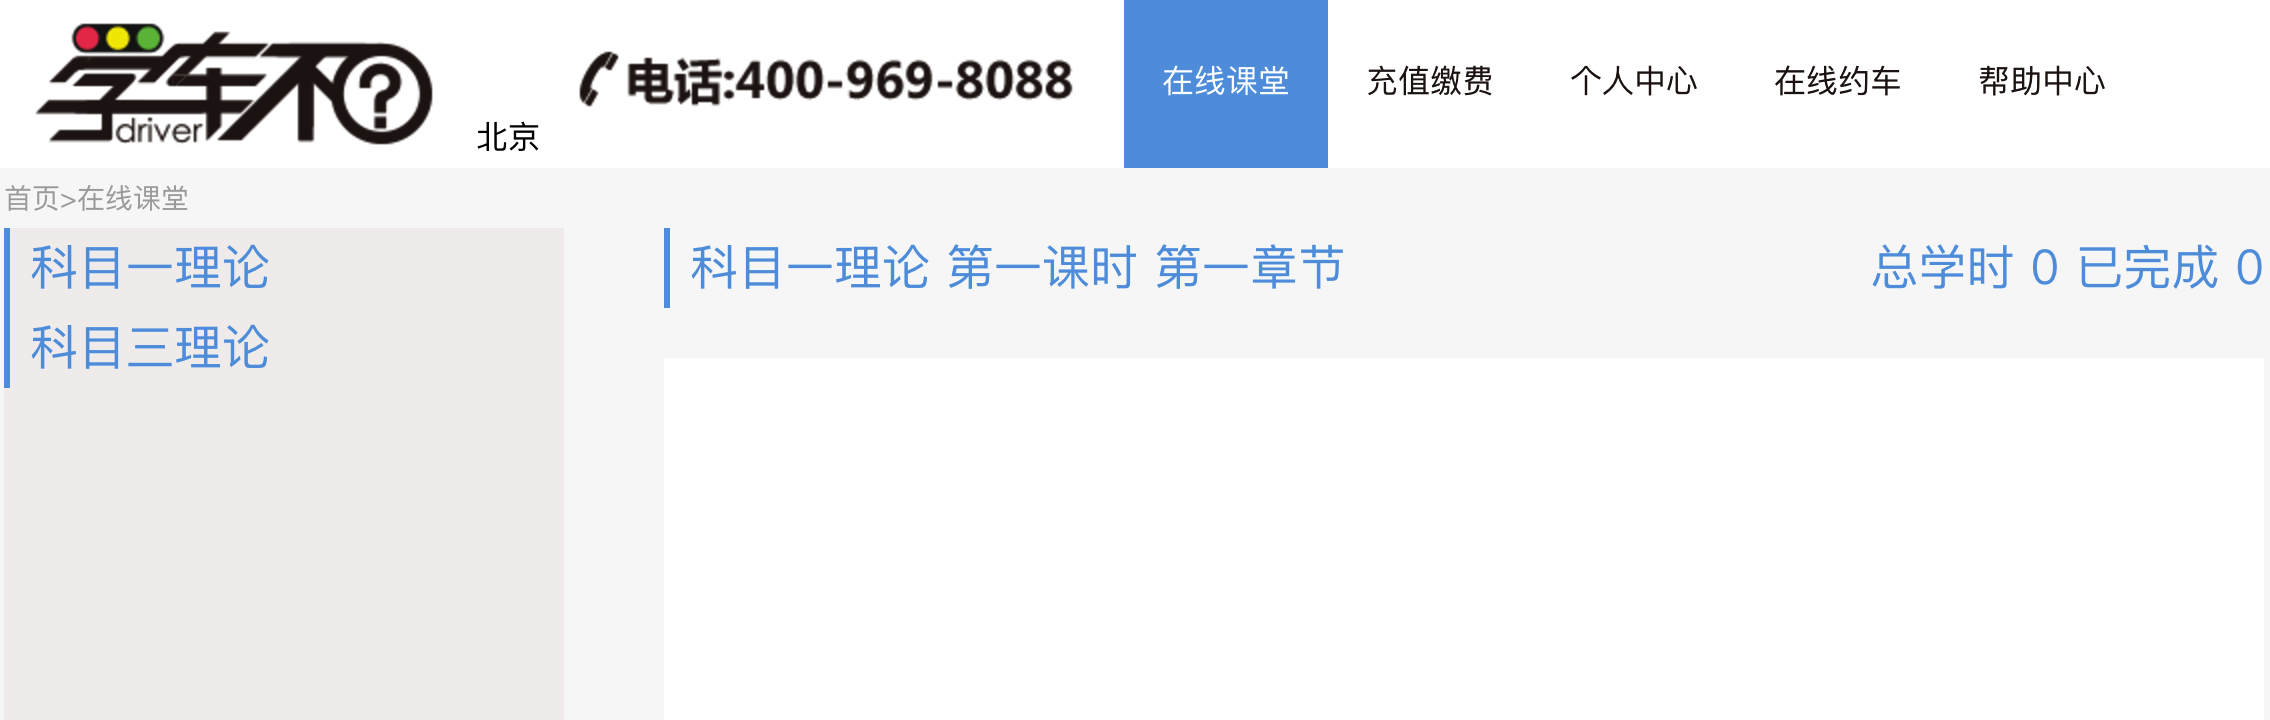 学车不?
driver
北京
电话:400-969-8088
在线课堂 充值缴费 个人中心 在线约车 帮助中心
首页>在线课堂
科目一理论
科目三理论
科目一理论 第一课时 第一章节
总学时 0 已完成 0